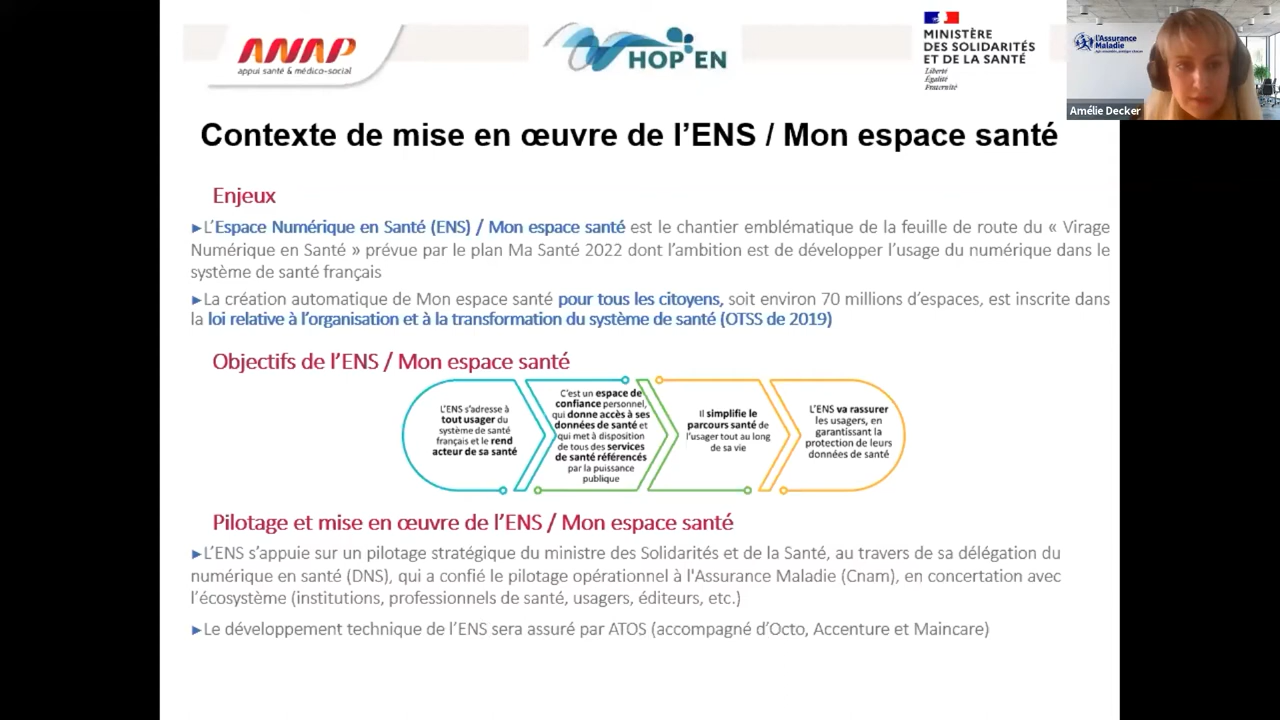 ANAP
appui santé & médico-social
HOP'EN
MINISTÈRE
DES SOLIDARITÉS
ET DE LA SANTÉ
Liberté
Égalité
Fraternité
l'Assurance
Maladie
Amélie Decker
Contexte de mise en œuvre de l'ENS / Mon espace santé
Enjeux
►L'Espace Numérique en Santé (ENS) / Mon espace santé est le chantier emblématique de la feuille de route du « Virage
Numérique en Santé » prévue par le plan Ma Santé 2022 dont l'ambition est de développer l'usage du numérique dans le
système de santé français
►La création automatique de Mon espace santé pour tous les citoyens, soit environ 70 millions d'espaces, est inscrite dans
la loi relative à l'organisation et à la transformation du système de santé (OTSS de 2019)
Objectifs de l'ENS / Mon espace santé
L'ENS s'adresse à
tout usager du
système de santé
français et le rend
acteur de sa santé
C'est un espace de
confiance personnel,
qui donne accès à ses
données de santé et
qui met à disposition
de tous des services
de santé référencés
par la puissance
publique
Il simplifie le
parcours santé de
l'usager tout au long
de sa vie
L'ENS va rassurer
les usagers, en
garantissant la
protection de leurs
données de santé
Pilotage et mise en œuvre de l'ENS / Mon espace santé
►L'ENS s'appuie sur un pilotage stratégique du ministre des Solidarités et de la Santé, au travers de sa délégation du
numérique en santé (DNS), qui a confié le pilotage opérationnel à l'Assurance Maladie (Cnam), en concertation avec
l'écosystème (institutions, professionnels de santé, usagers, éditeurs, etc.)
►Le développement technique de l'ENS sera assuré par ATOS (accompagné d'Octo, Accenture et Maincare)